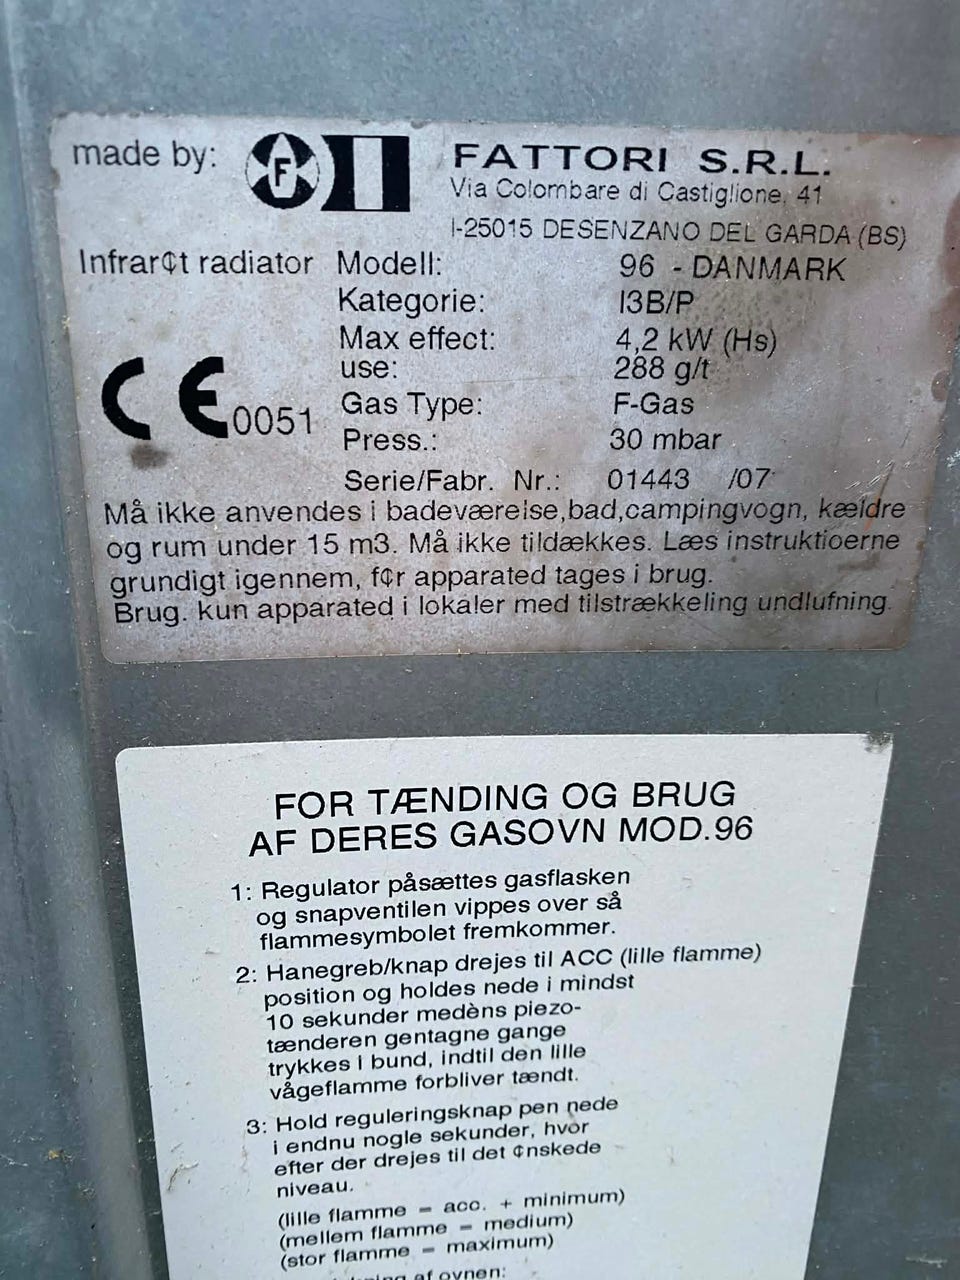 made by:
F
FATTORI S.R.L.
Via Colombare di Castiglione, 41
I-25015 DESENZANO DEL GARDA (BS)
Infrar¢t radiator Modell: 96 - DANMARK
Kategorie: I3B/P
Max effect: 4,2 kW (Hs)
use: 288 g/t
CE 0051 Gas Type: F-Gas
Press.: 30 mbar
Serie/Fabr. Nr.: 01443 /07
Må ikke anvendes i badeværelse,bad,campingvogn, kældre
og rum under 15 m3. Må ikke tildækkes. Læs instruktioerne
grundigt igennem, f¢r apparated tages i brug.
Brug. kun apparated i lokaler med tilstrækkeling undlufning.
FOR TÆNDING OG BRUG
AF DERES GASOVN MOD.96
1: Regulator påsættes gasflasken
og snapventilen vippes over så
flammesymbolet fremkommer.
2: Hanegreb/knap drejes til ACC (lille flamme)
position og holdes nede i mindst
10 sekunder medèns piezo-
tænderen gentagne gange
trykkes i bund, indtil den lille
vågeflamme forbliver tændt.
3: Hold reguleringsknap pen nede
i endnu nogle sekunder, hvor
efter der drejes til det ¢nskede
niveau.
(lille flamme = acc. + minimum)
(mellem flamme = medium)
(stor flamme = maximum)
af ovnen: